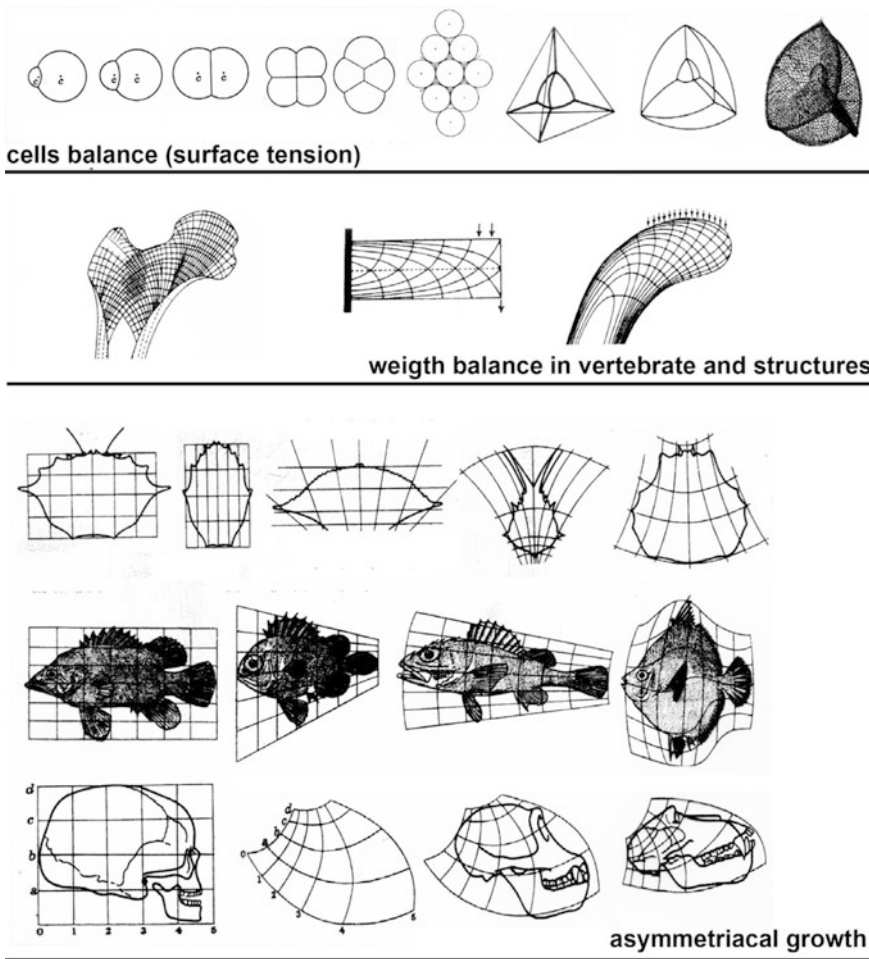 c c c c c c
cells balance (surface tension)
weigth balance in vertebrate and structures
d
c
b
a
0 1 2 3 4 5
d
c
b
a
0
1
2
3
4
5
asymmetriacal growth